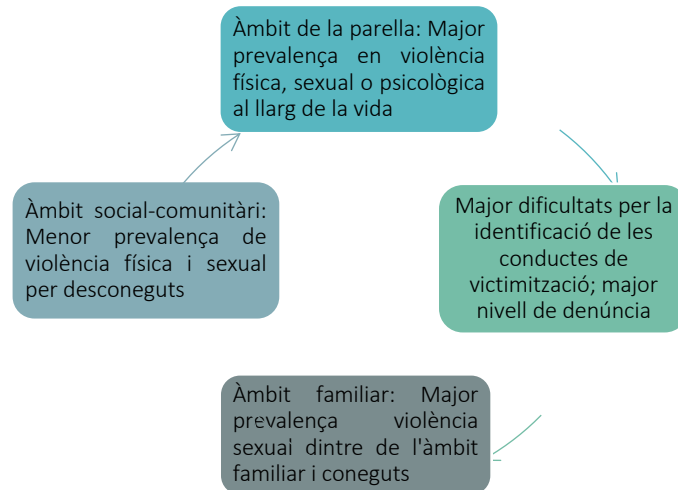 Àmbit de la parella: Major
prevalença en violència
física, sexual o psicològica
al llarg de la vida
Major dificultats per la
identificació de les
conductes de
victimització; major
nivell de denúncia
Àmbit familiar: Major
prevalença violència
sexual dintre de l'àmbit
familiar i coneguts
Àmbit social-comunitàri:
Menor prevalença de
violència física i sexual
per desconeguts